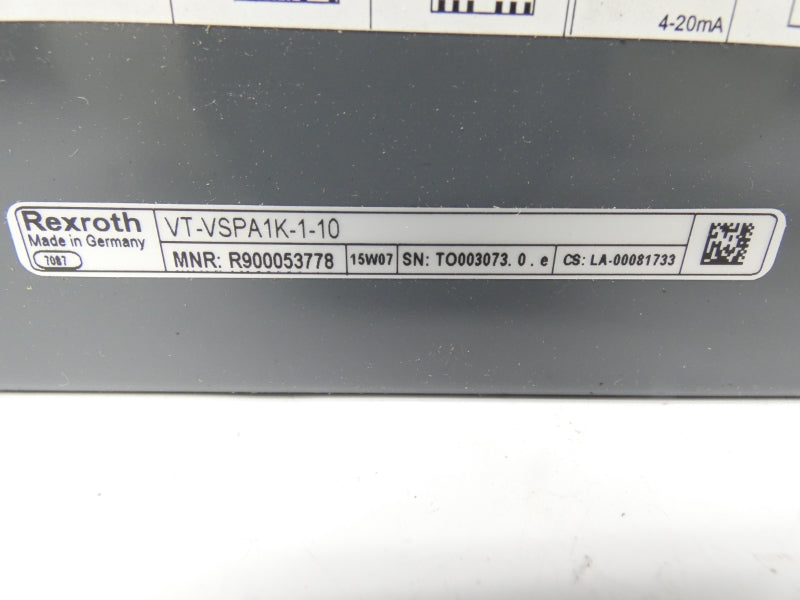 4-20mA
Rexroth
Made in Germany
7087
VT-VSPA1K-1-10
MNR: R900053778
15W07
SN: TO003073.0.e
CS: LA-00081733